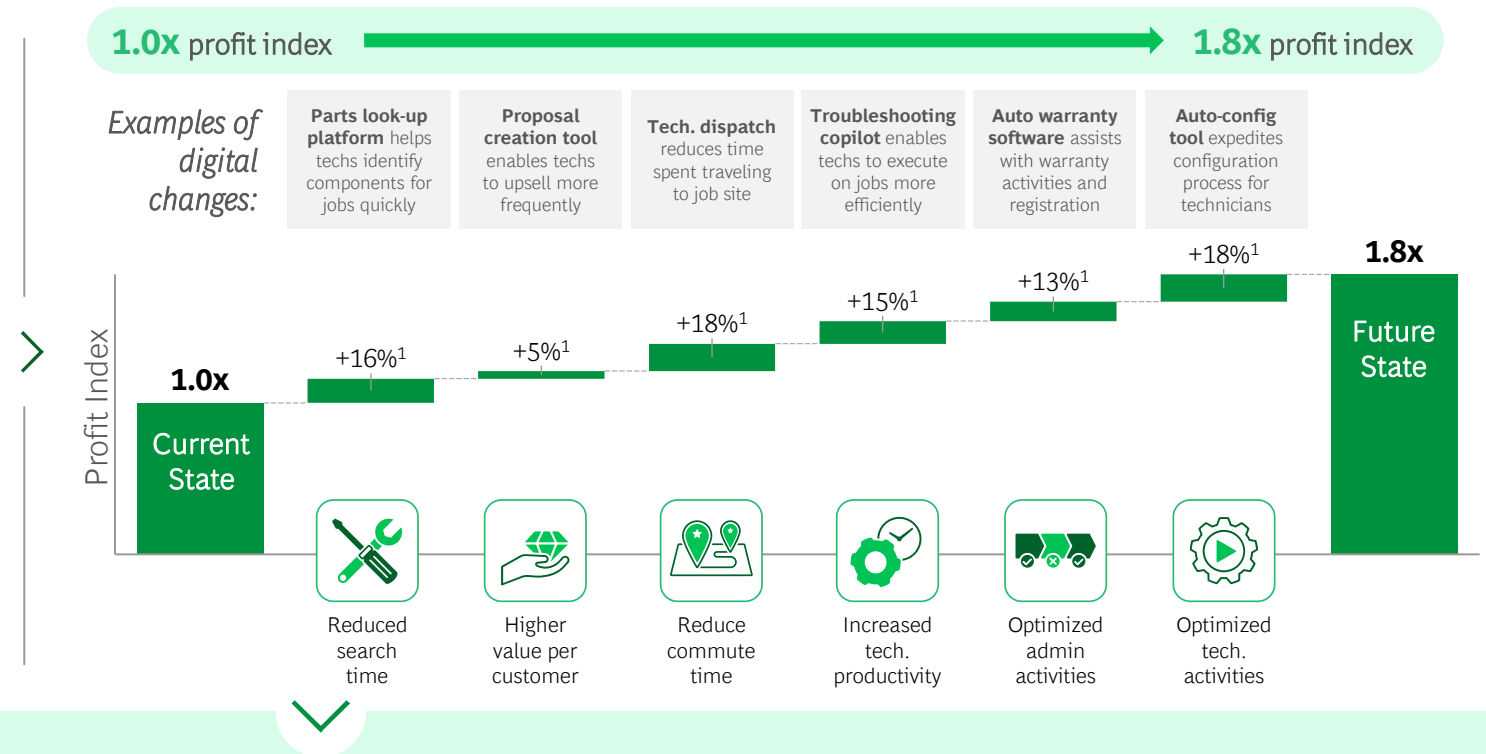 1.0x profit index
1.8x profit index
Examples of
digital
changes:
Parts look-up
platform helps
techs identify
components for
jobs quickly
Proposal
creation tool
enables techs
to upsell more
frequently
Tech. dispatch
reduces time
spent traveling
to job site
Troubleshooting
copilot enables
techs to execute
on jobs more
efficiently
Auto warranty
software assists
with warranty
activities and
registration
Auto-config
tool expedites
configuration
process for
technicians
Profit Index
1.0x
Current
State
+16%¹
+5%¹
+18%¹
+15%¹
+13%¹
+18%¹
1.8x
Future
State
Reduced
search
time
Higher
value per
customer
Reduce
commute
time
Increased
tech.
productivity
Optimized
admin
activities
Optimized
tech.
activities